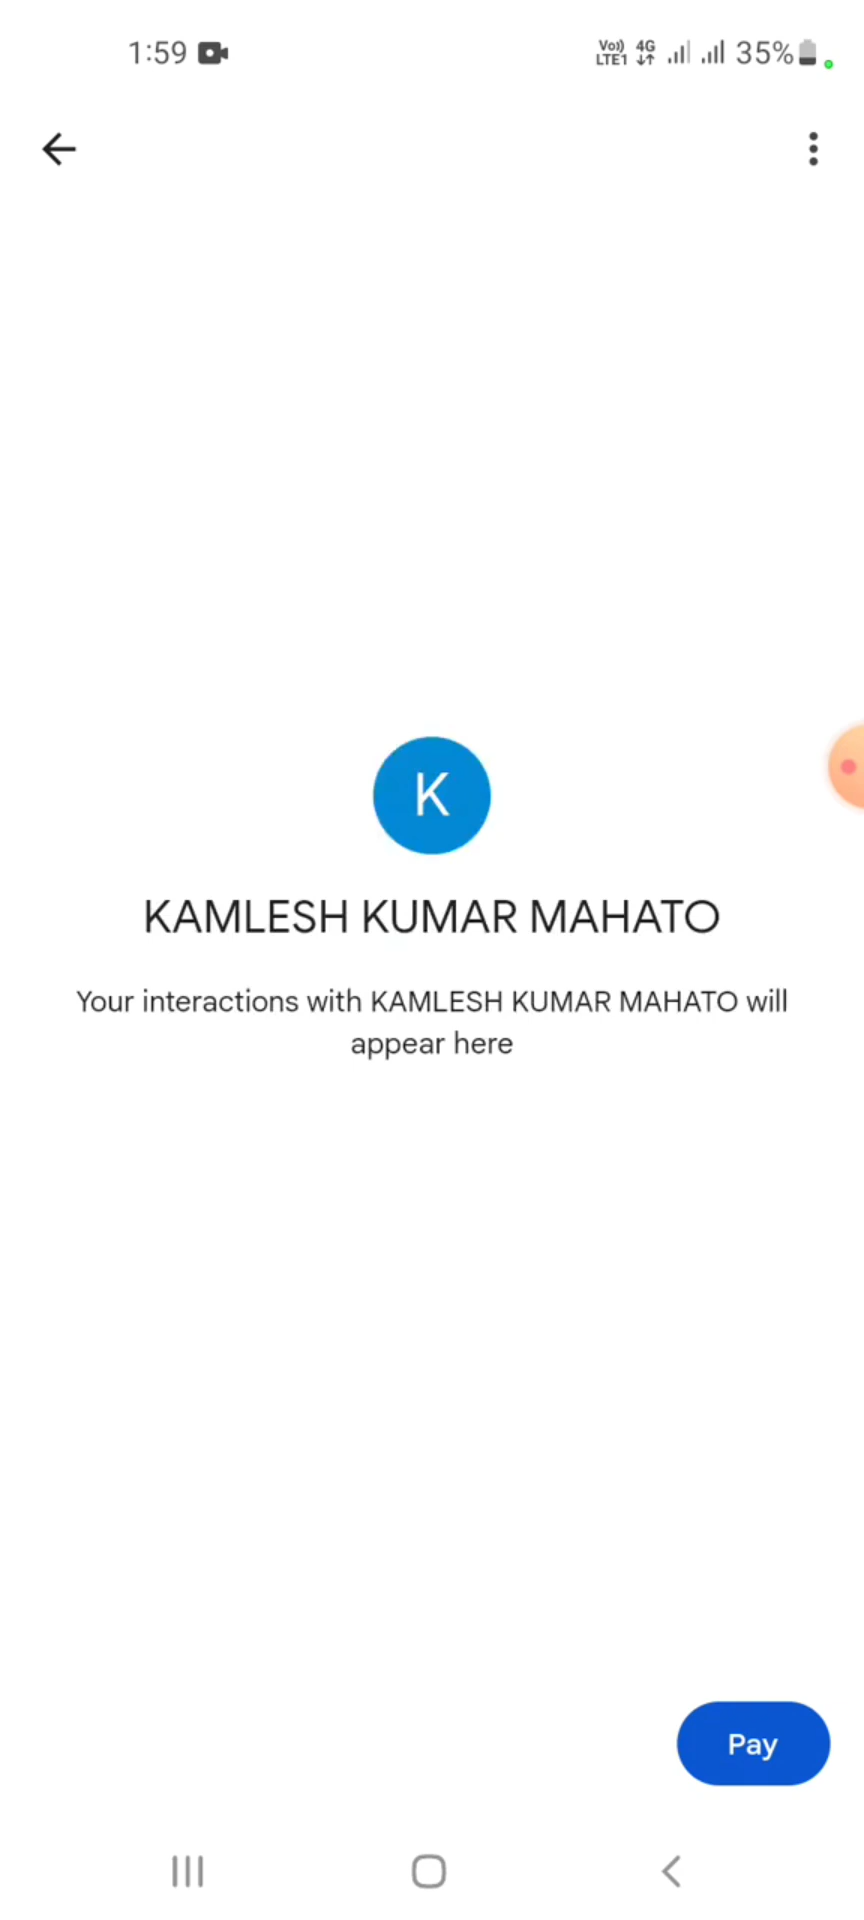 1:59
Vo)) LTE1 4G 35%
K
KAMLESH KUMAR MAHATO
Your interactions with KAMLESH KUMAR MAHATO will
appear here
Pay